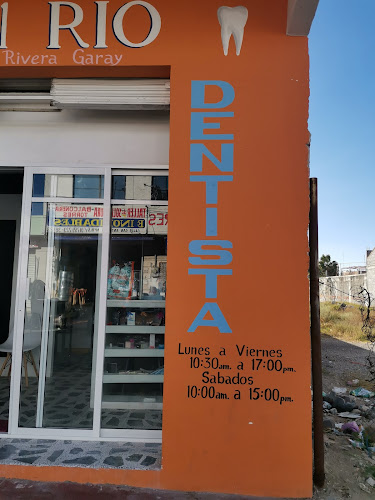 RIO
Rivera Garay
DENTISTA
Lunes a Viernes
10:30am. a 17:00pm.
Sabados
10:00am. a 15:00pm.